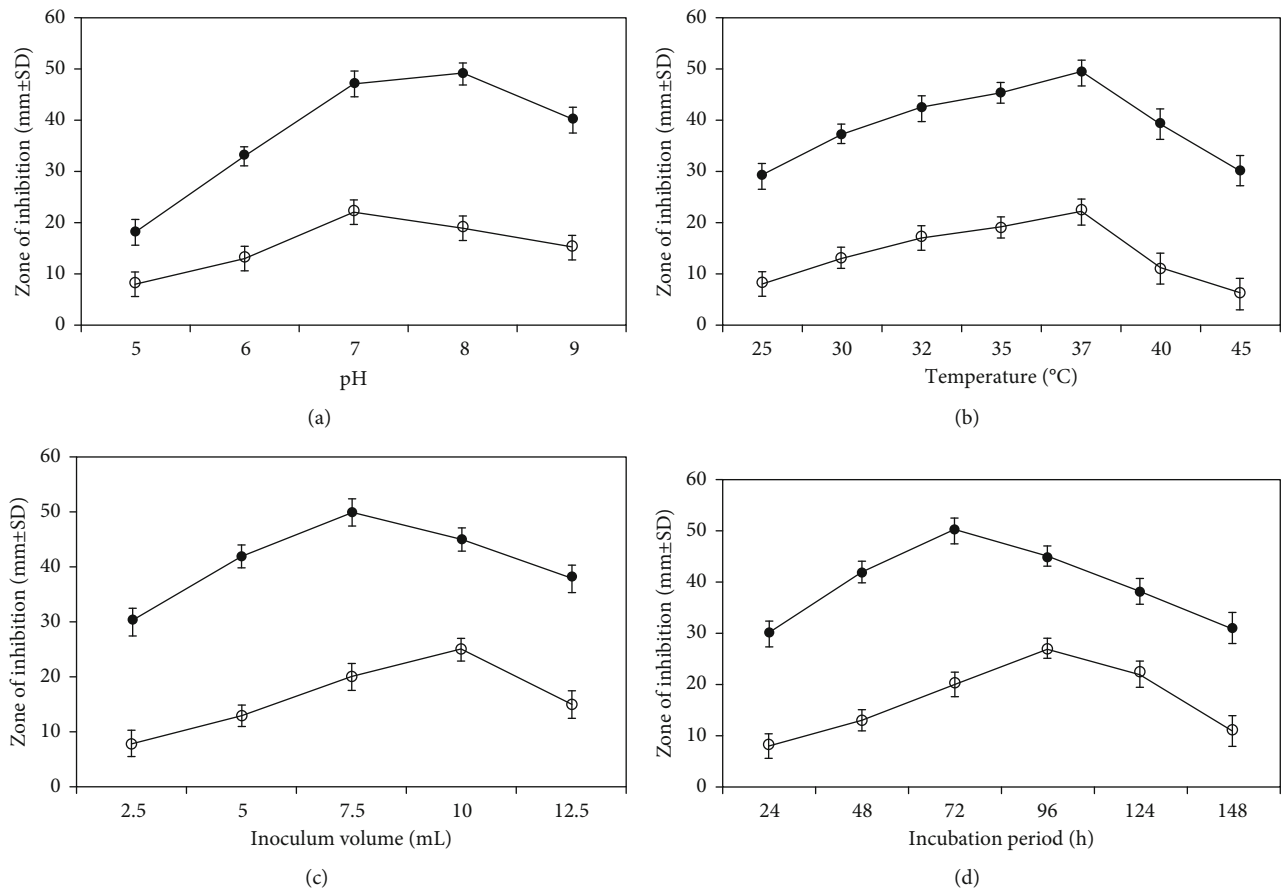 60
50
40
30
20
10
0
Zone of inhibition (mm±SD)
5 6 7 8 9
pH
(a)
60
50
40
30
20
10
0
Zone of inhibition (mm±SD)
25 30 32 35 37 40 45
Temperature (°C)
(b)
60
50
40
30
20
10
0
Zone of inhibition (mm±SD)
2.5 5 7.5 10 12.5
Inoculum volume (mL)
(c)
60
50
40
30
20
10
0
Zone of inhibition (mm±SD)
24 48 72 96 124 148
Incubation period (h)
(d)